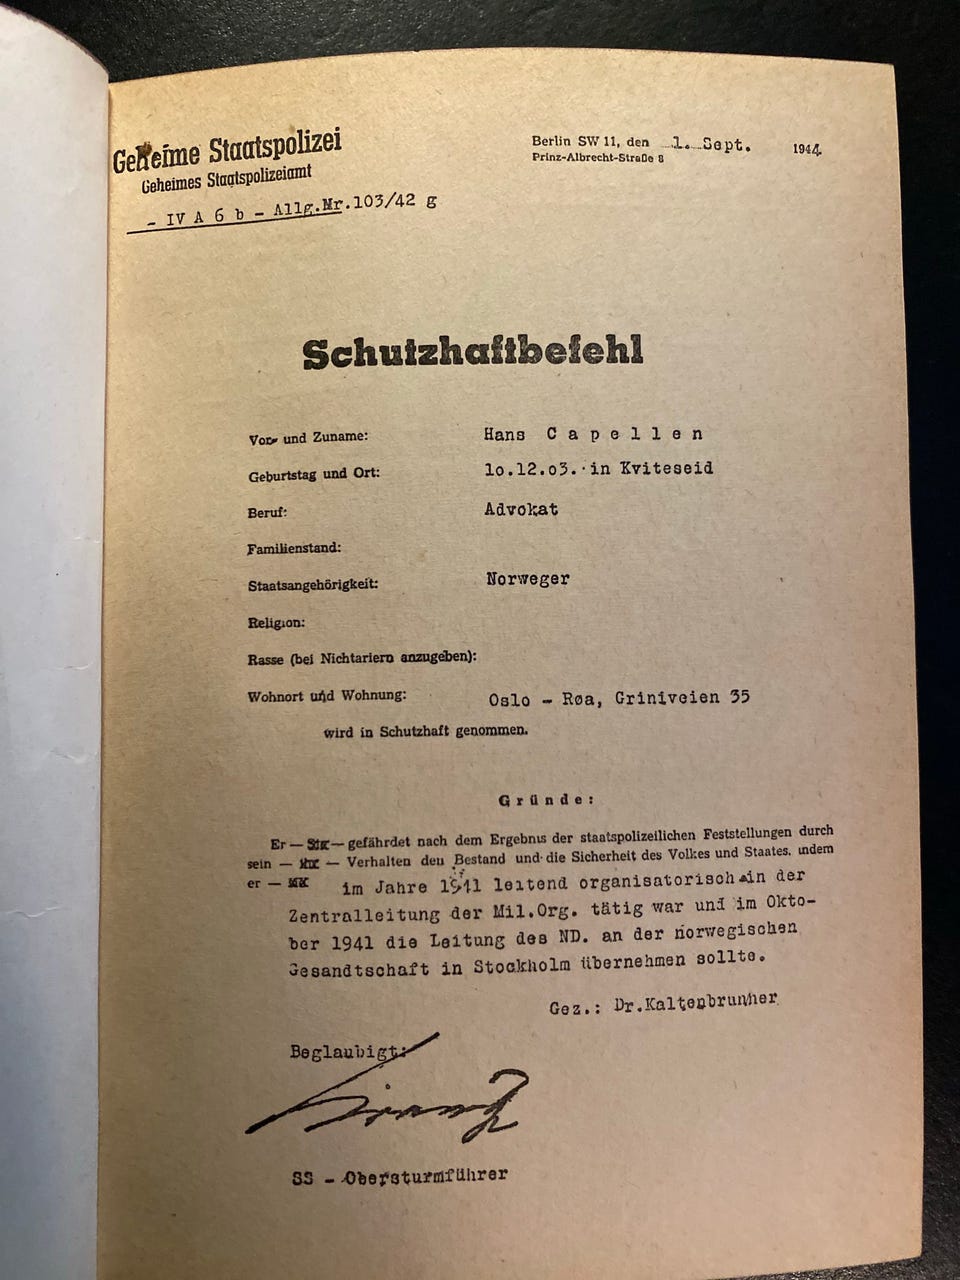 Geheime Staatspolizei
Geheimes Staatspolizeiamt
- IV A 6 b - Allg.Nr.103/42 g
Berlin SW 11, den 1. Sept. 1944
Prinz-Albrecht-Straße 8
Schutzhaftbefehl
Vor- und Zuname: Hans Capellen
Geburtstag und Ort: 10.12.03. in Kviteseid
Beruf: Advokat
Familienstand:
Staatsangehörigkeit: Norweger
Religion:
Rasse (bei Nichtariern anzugeben):
Wohnort und Wohnung: Oslo - Røa, Griniveien 35
wird in Schutzhaft genommen.
Gründe:
Er — Sie — gefährdet nach dem Ergebnis der staatspolizeilichen Feststellungen durch
sein — ihr — Verhalten den Bestand und die Sicherheit des Volkes und Staates, indem
er — im Jahre 1941 leitend organisatorisch in der
Zentralleitung der Mil.Org. tätig war und im Okto-
ber 1941 die Leitung des ND. an der norwegischen
Gesandtschaft in Stockholm übernehmen sollte.
Gez.: Dr.Kaltenbrunner
Beglaubigt:
SS - Obersturmführer